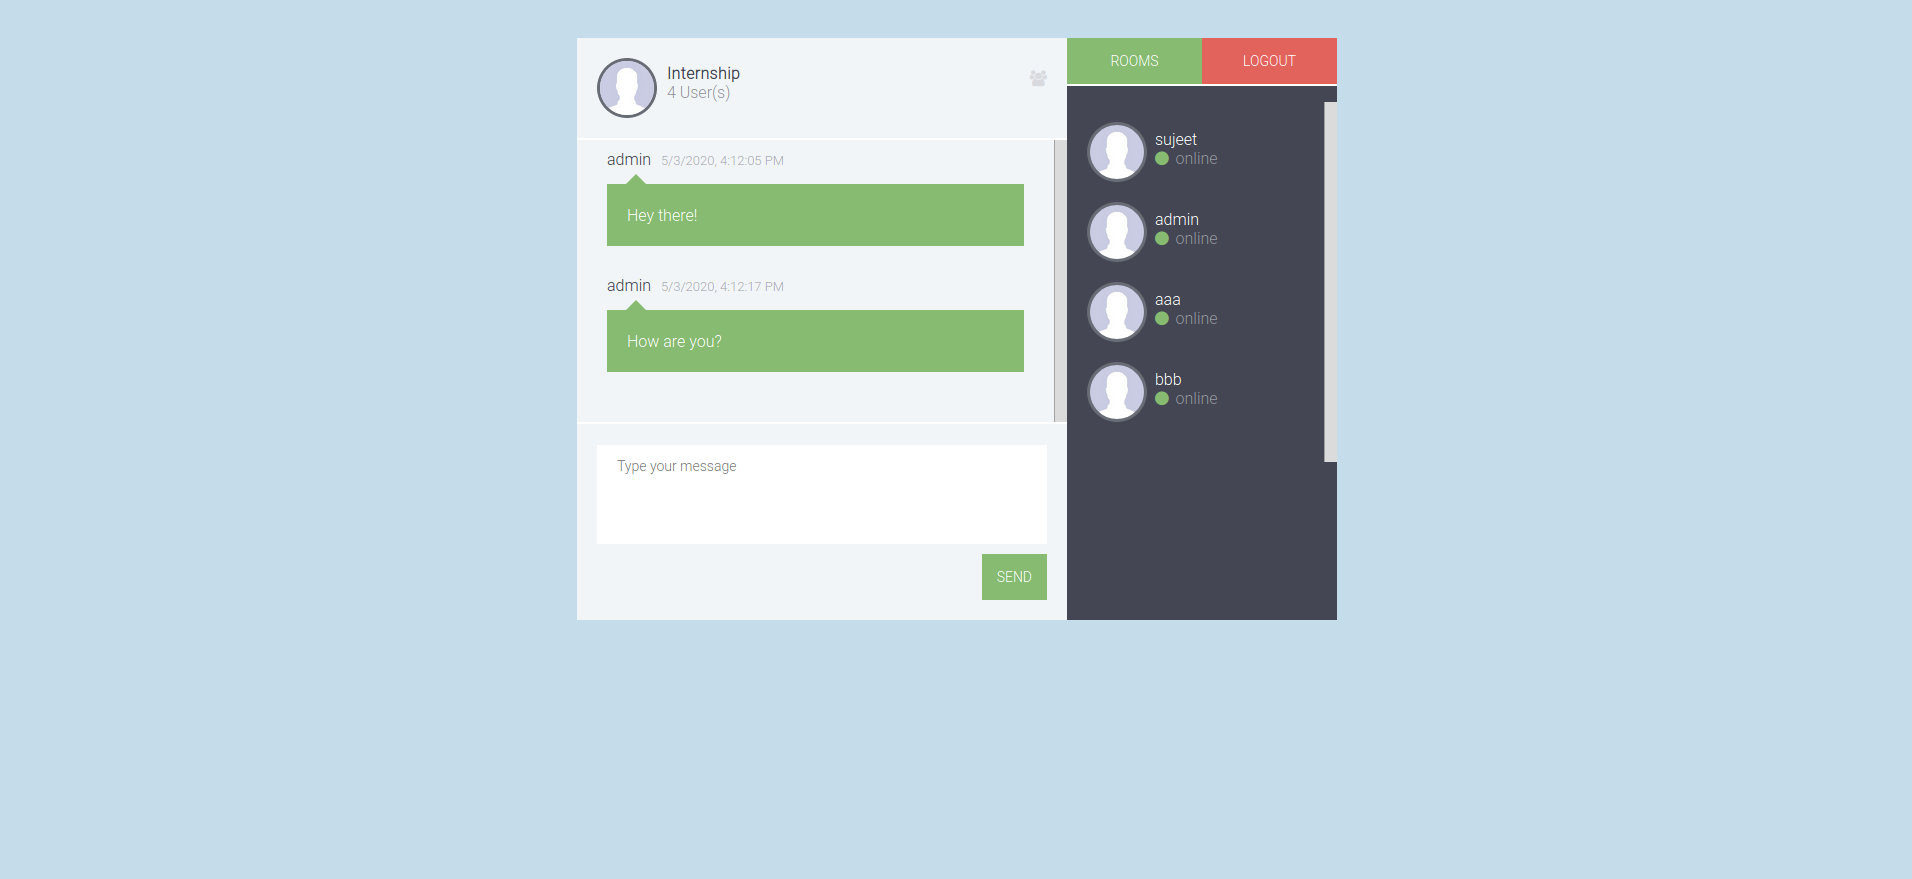 Internship
4 User(s)
admin 5/3/2020, 4:12:05 PM
Hey there!
admin 5/3/2020, 4:12:17 PM
How are you?
Type your message
SEND
ROOMS LOGOUT
sujeet
online
admin
online
aaa
online
bbb
online